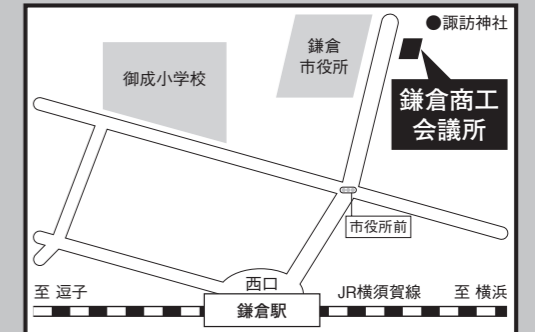 ●諏訪神社
鎌倉
市役所
御成小学校
鎌倉商工
会議所
市役所前
西口
至 逗子
JR横須賀線
至 横浜
鎌倉駅